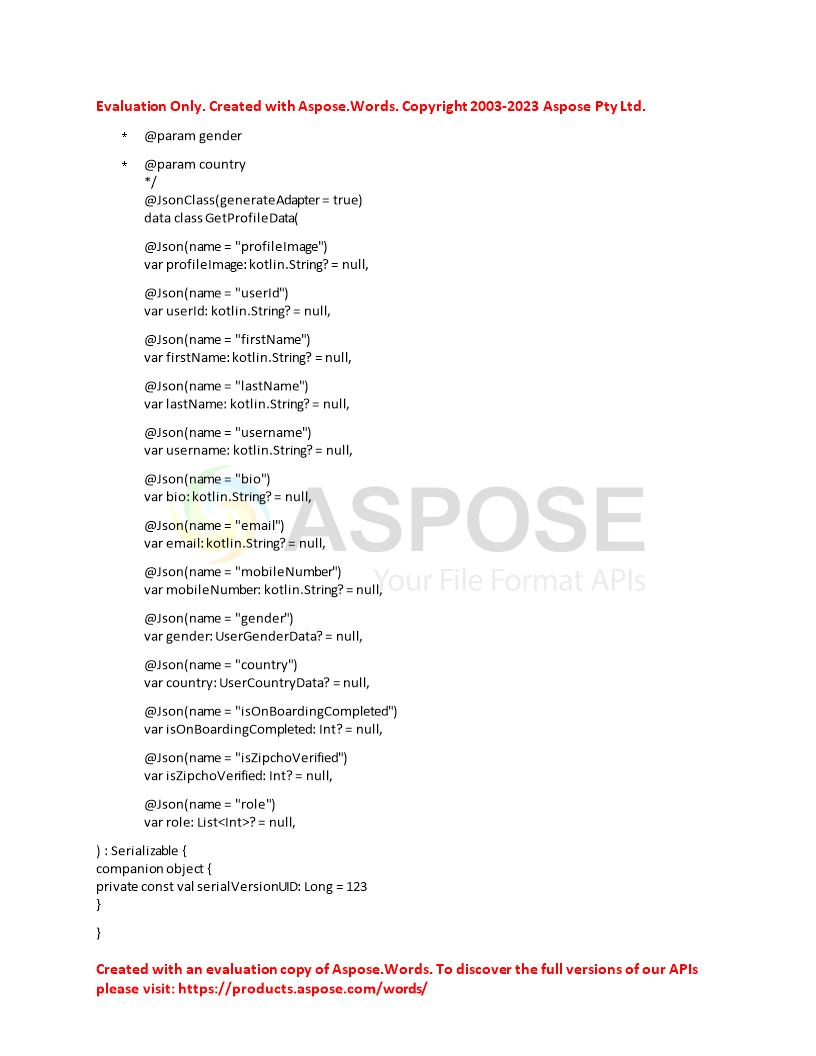 Evaluation Only. Created with Aspose.Words. Copyright 2003-2023 Aspose Pty Ltd.
* @param gender
* @param country
*/
@JsonClass(generateAdapter = true)
data class GetProfileData(
@Json(name = "profileImage")
var profileImage: kotlin.String? = null,
@Json(name = "userId")
var userId: kotlin.String? = null,
@Json(name = "firstName")
var firstName: kotlin.String? = null,
@Json(name = "lastName")
var lastName: kotlin.String? = null,
@Json(name = "username")
var username: kotlin.String? = null,
@Json(name = "bio")
var bio: kotlin.String? = null,
@Json(name = "email")
var email: kotlin.String? = null,
ASPOSE
@Json(name = "mobileNumber")
var mobileNumber: kotlin.String? = null,
Your File Format APIs
@Json(name = "gender")
var gender: UserGenderData? = null,
@Json(name = "country")
var country: UserCountryData? = null,
@Json(name = "isOnBoardingCompleted")
var isOnBoardingCompleted: Int? = null,
@Json(name = "isZipchoVerified")
var isZipchoVerified: Int? = null,
@Json(name = "role")
var role: List<Int>? = null,
) : Serializable {
companion object {
private const val serialVersionUID: Long = 123
}
}
Created with an evaluation copy of Aspose.Words. To discover the full versions of our APIs
please visit: https://products.aspose.com/words/